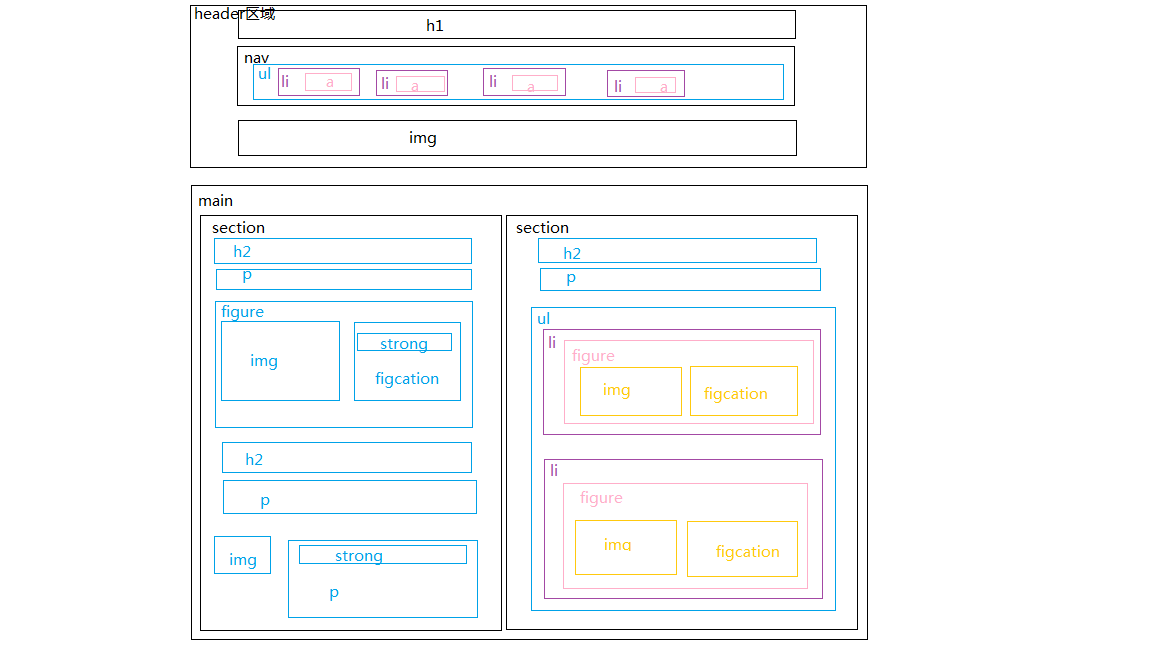 header区域
h1
nav
ul
li a li a li a li a
img
main
section
h2
p
figure
img
strong
figcation
h2
p
img
strong
p
section
h2
p
ul
li
figure
img
figcation
li
figure
img
figcation